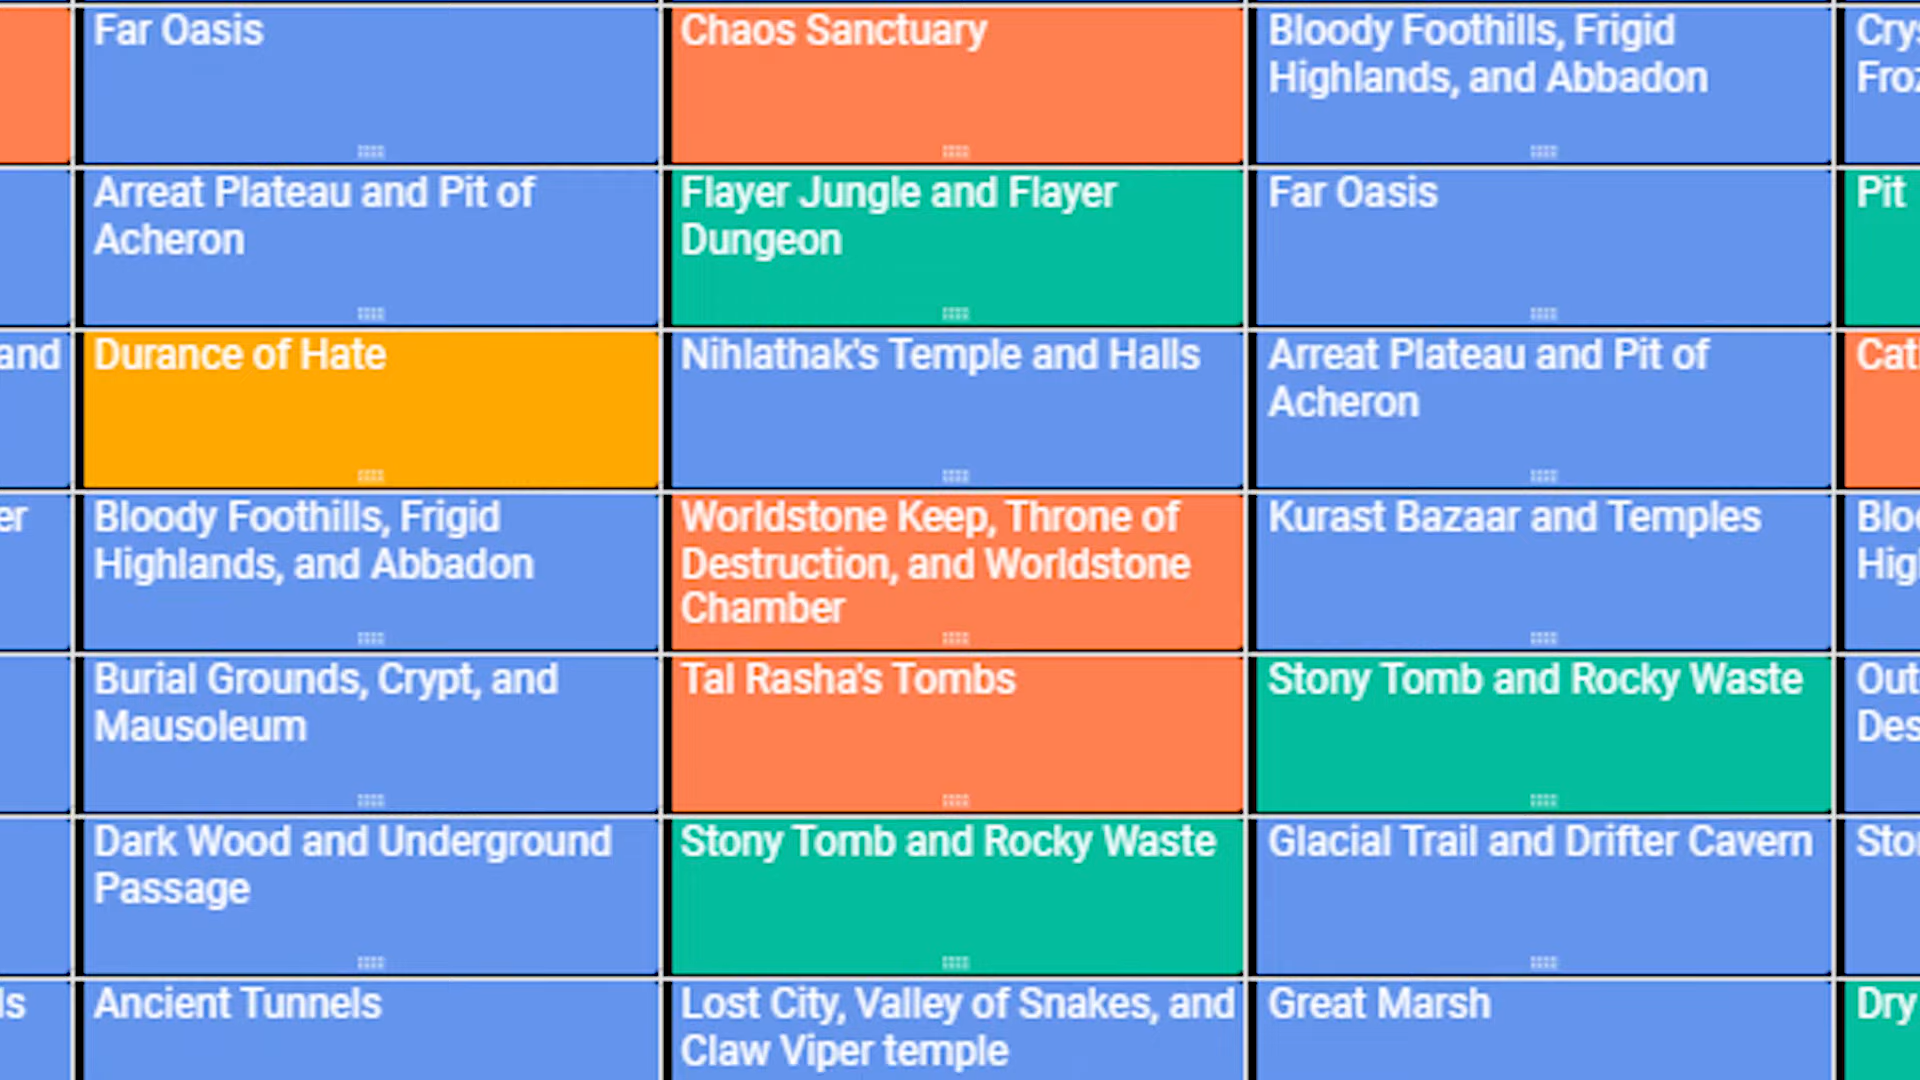 Far Oasis
Chaos Sanctuary
Bloody Foothills, Frigid
Highlands, and Abbadon
Arreat Plateau and Pit of
Acheron
Flayer Jungle and Flayer
Dungeon
Far Oasis
Pit
and
Durance of Hate
Nihlathak's Temple and Halls
Arreat Plateau and Pit of
Acheron
Bloody Foothills, Frigid
Highlands, and Abbadon
Worldstone Keep, Throne of
Destruction, and Worldstone
Chamber
Kurast Bazaar and Temples
Burial Grounds, Crypt, and
Mausoleum
Tal Rasha's Tombs
Stony Tomb and Rocky Waste
Dark Wood and Underground
Passage
Stony Tomb and Rocky Waste
Glacial Trail and Drifter Cavern
Ancient Tunnels
Lost City, Valley of Snakes, and
Claw Viper temple
Great Marsh
Dry